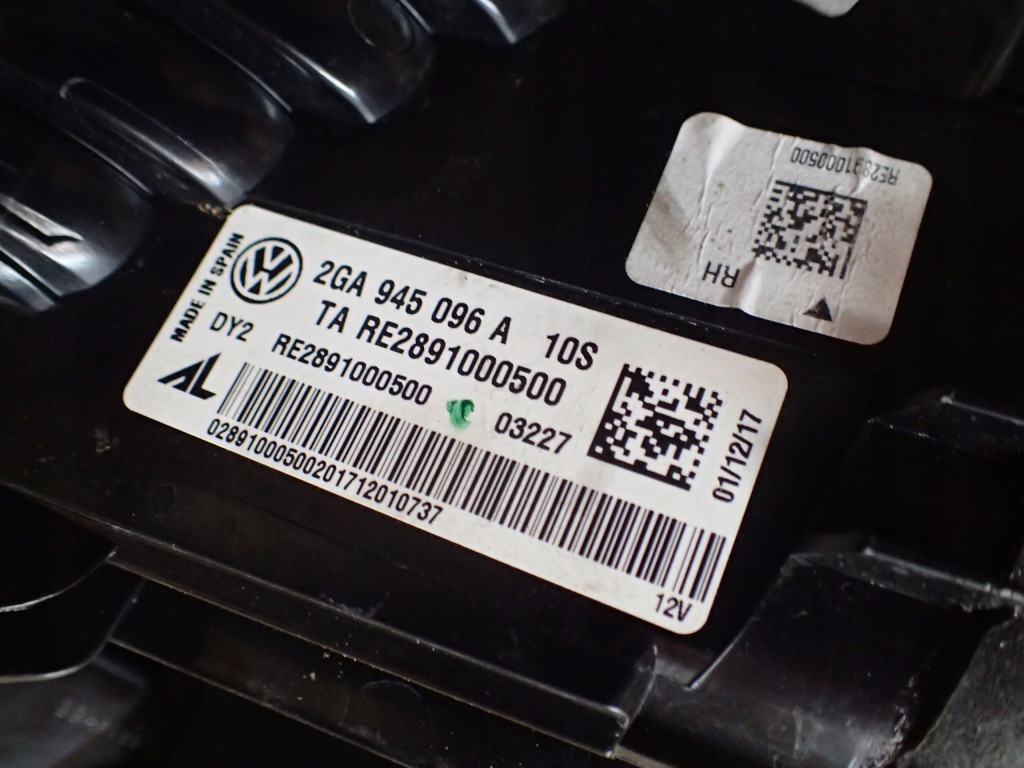 RE2891000500
RH
MADE IN SPAIN
2GA 945 096 A 10S
TA RE2891000500
DY2 RE2891000500 03227
AL
01/12/17
02891000500201712010737
12V